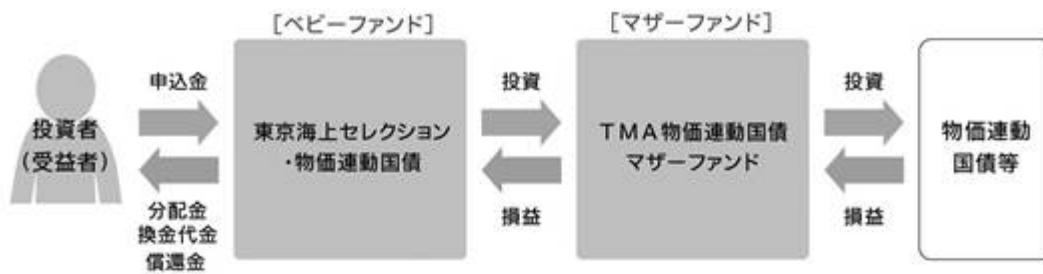 [ベビーファンド]
[マザーファンド]
申込金
投資
投資
投資者
(受益者)
東京海上セレクション
・物価連動国債
TMA物価連動国債
マザーファンド
物価連動
国債等
分配金
換金代金
償還金
損益
損益